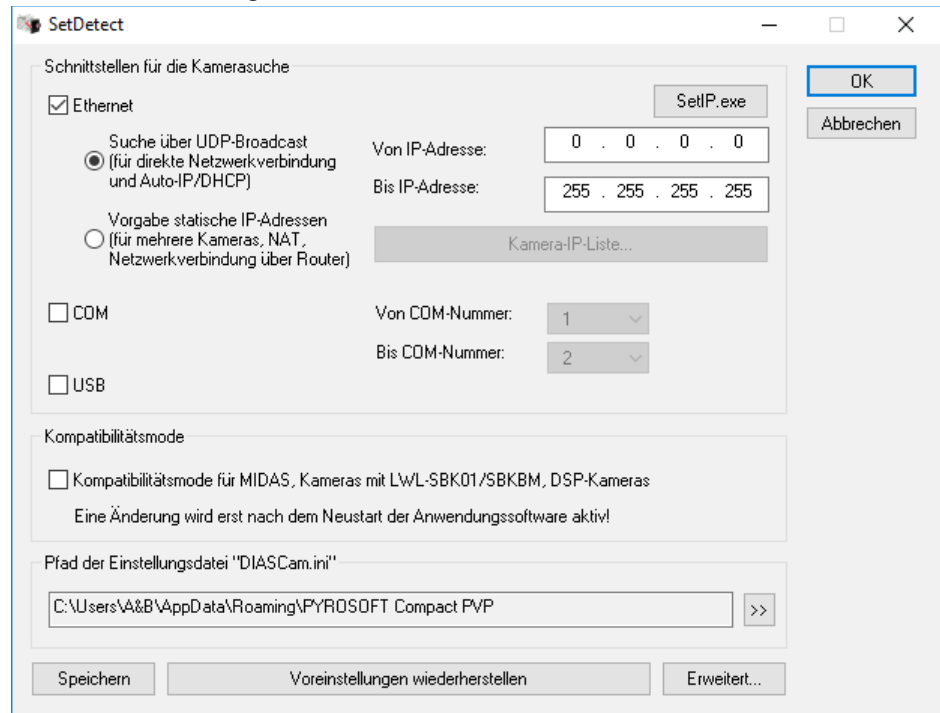 SetDetect
Schnittstellen für die Kamerasuche
OK
Ethernet
SetIP.exe
Abbrechen
Suche über UDP-Broadcast
(für direkte Netzwerkverbindung
und Auto-IP/DHCP)
Von IP-Adresse:
0 . 0 . 0 . 0
Bis IP-Adresse:
255 . 255 . 255 . 255
Vorgabe statische IP-Adressen
(für mehrere Kameras, NAT,
Netzwerkverbindung über Router)
Kamera-IP-Liste...
COM
Von COM-Nummer:
1
Bis COM-Nummer:
2
USB
Kompatibilitätsmode
Kompatibilitätsmode für MIDAS, Kameras mit LWL-SBK01/SBKBM, DSP-Kameras
Eine Änderung wird erst nach dem Neustart der Anwendungssoftware aktiv!
Pfad der Einstellungsdatei "DIASCam.ini"
C:\Users\A&B\AppData\Roaming\PYROSOFT Compact PVP
>>
Speichern
Voreinstellungen wiederherstellen
Erweitert...